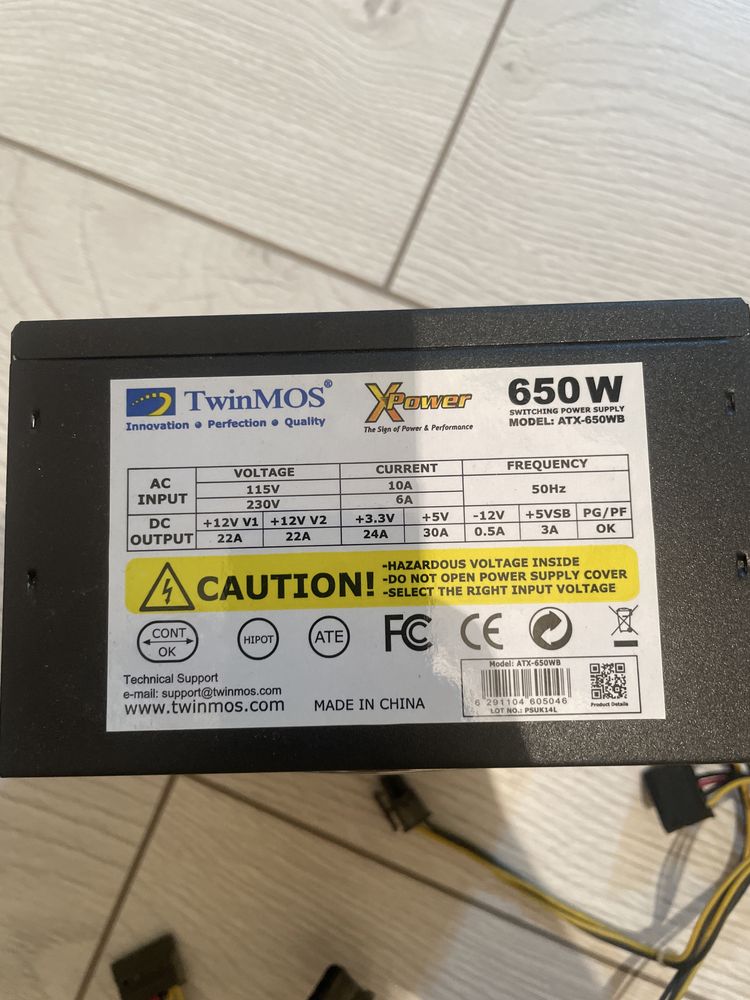 TwinMOS®
Innovation • Perfection • Quality
XPower
The Sign of Power & Performance
650W
SWITCHING POWER SUPPLY
MODEL: ATX-650WB
AC INPUT VOLTAGE CURRENT FREQUENCY
115V 10A 50Hz
230V 6A
DC OUTPUT +12V V1 +12V V2 +3.3V +5V -12V +5VSB PG/PF
22A 22A 24A 30A 0.5A 3A OK
CAUTION!
-HAZARDOUS VOLTAGE INSIDE
-DO NOT OPEN POWER SUPPLY COVER
-SELECT THE RIGHT INPUT VOLTAGE
CONT
OK
HIPOT
ATE
FC
CE
Technical Support
e-mail: support@twinmos.com
www.twinmos.com
MADE IN CHINA
Model: ATX-650WB
6 291104 605046
LOT NO.: PSUK14L
Product Details